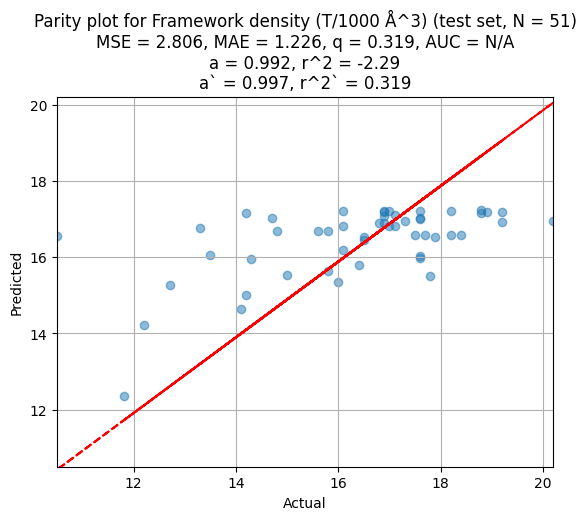 Parity plot for Framework density (T/1000 Å^3) (test set, N = 51)
MSE = 2.806, MAE = 1.226, q = 0.319, AUC = N/A
a = 0.992, r^2 = -2.29
a` = 0.997, r^2` = 0.319
20
18
16
14
12
Predicted
12 14 16 18 20
Actual